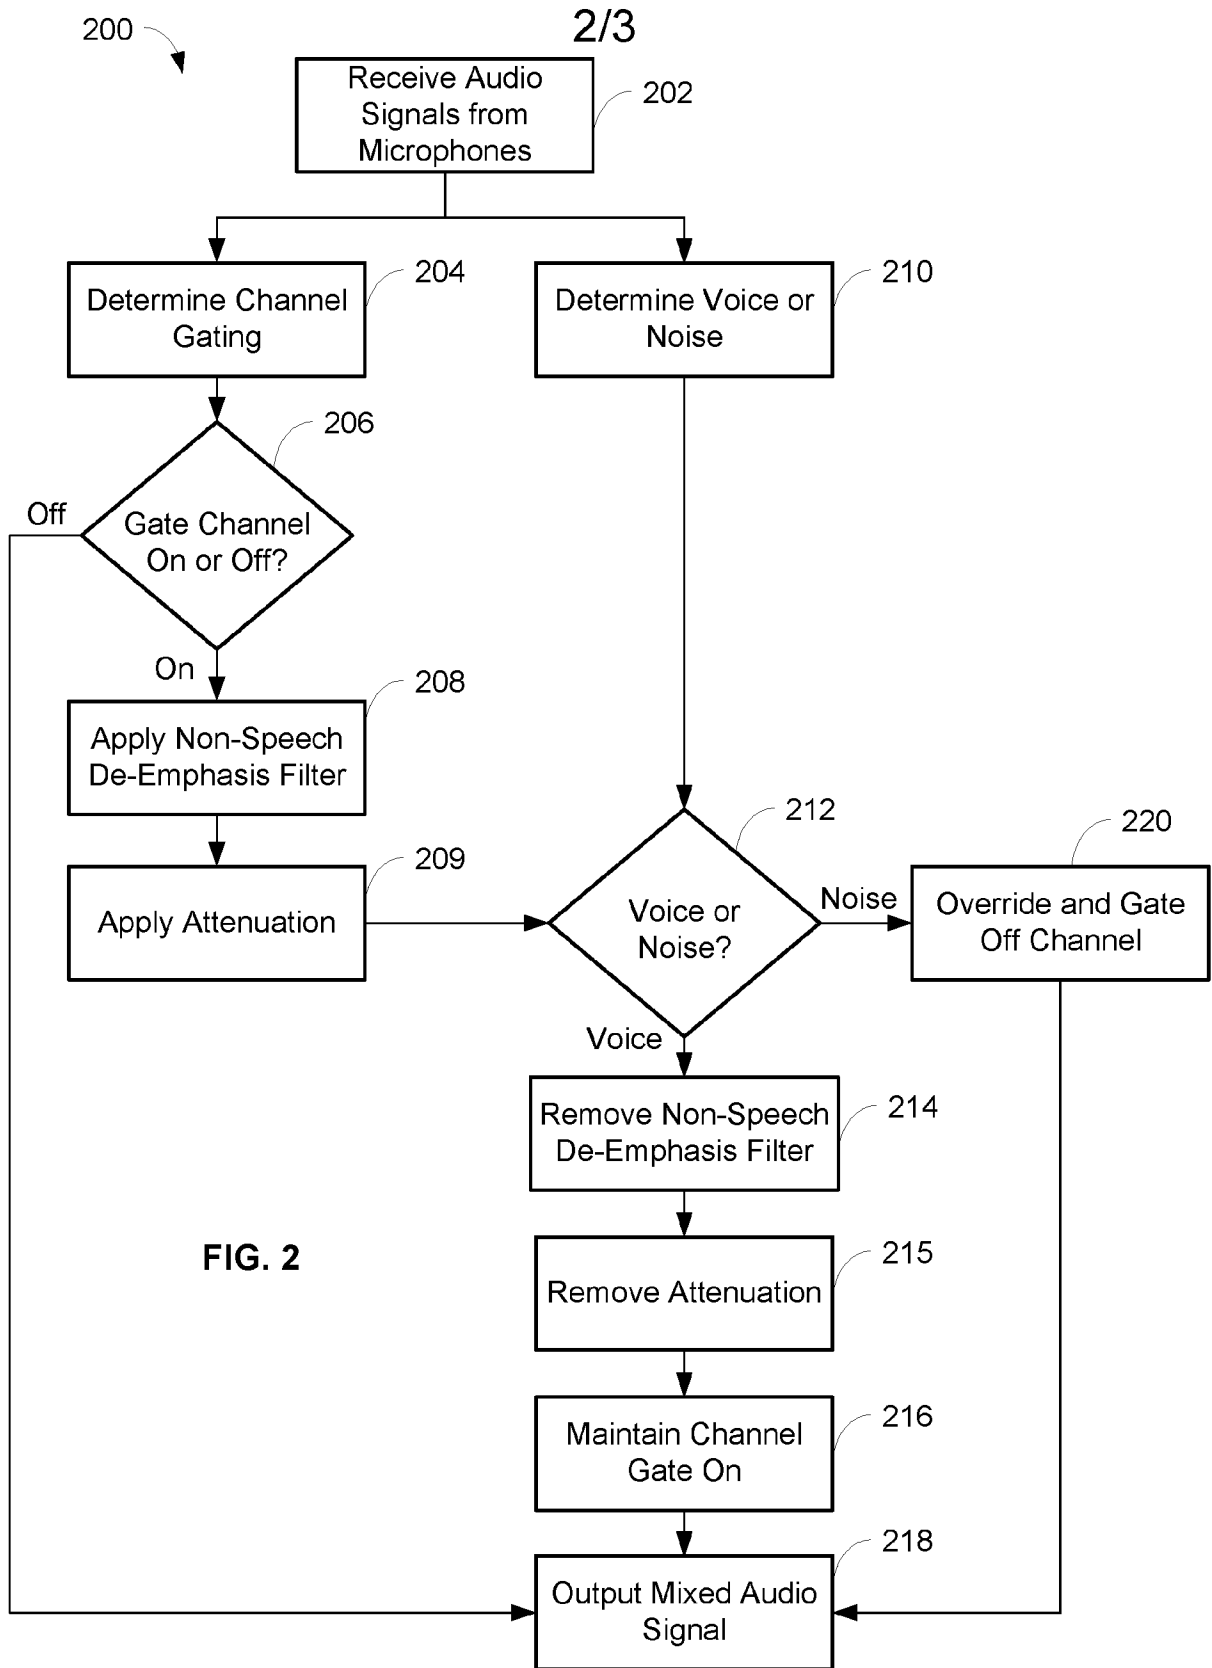 2/3
200
Receive Audio
Signals from
Microphones
202
Determine Channel
Gating
204
Determine Voice or
Noise
210
206
Off
Gate Channel
On or Off?
On
208
Apply Non-Speech
De-Emphasis Filter
209
Apply Attenuation
212
Voice or
Noise?
Noise
220
Override and Gate
Off Channel
Voice
Remove Non-Speech
De-Emphasis Filter
214
FIG. 2
215
Remove Attenuation
216
Maintain Channel
Gate On
218
Output Mixed Audio
Signal